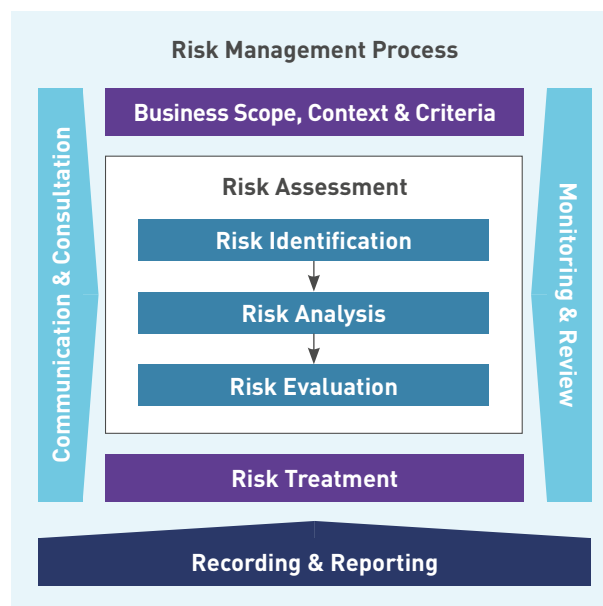 Risk Management Process
Business Scope, Context & Criteria
Communication & Consultation
Risk Assessment
Risk Identification
Risk Analysis
Risk Evaluation
Monitoring & Review
Risk Treatment
Recording & Reporting